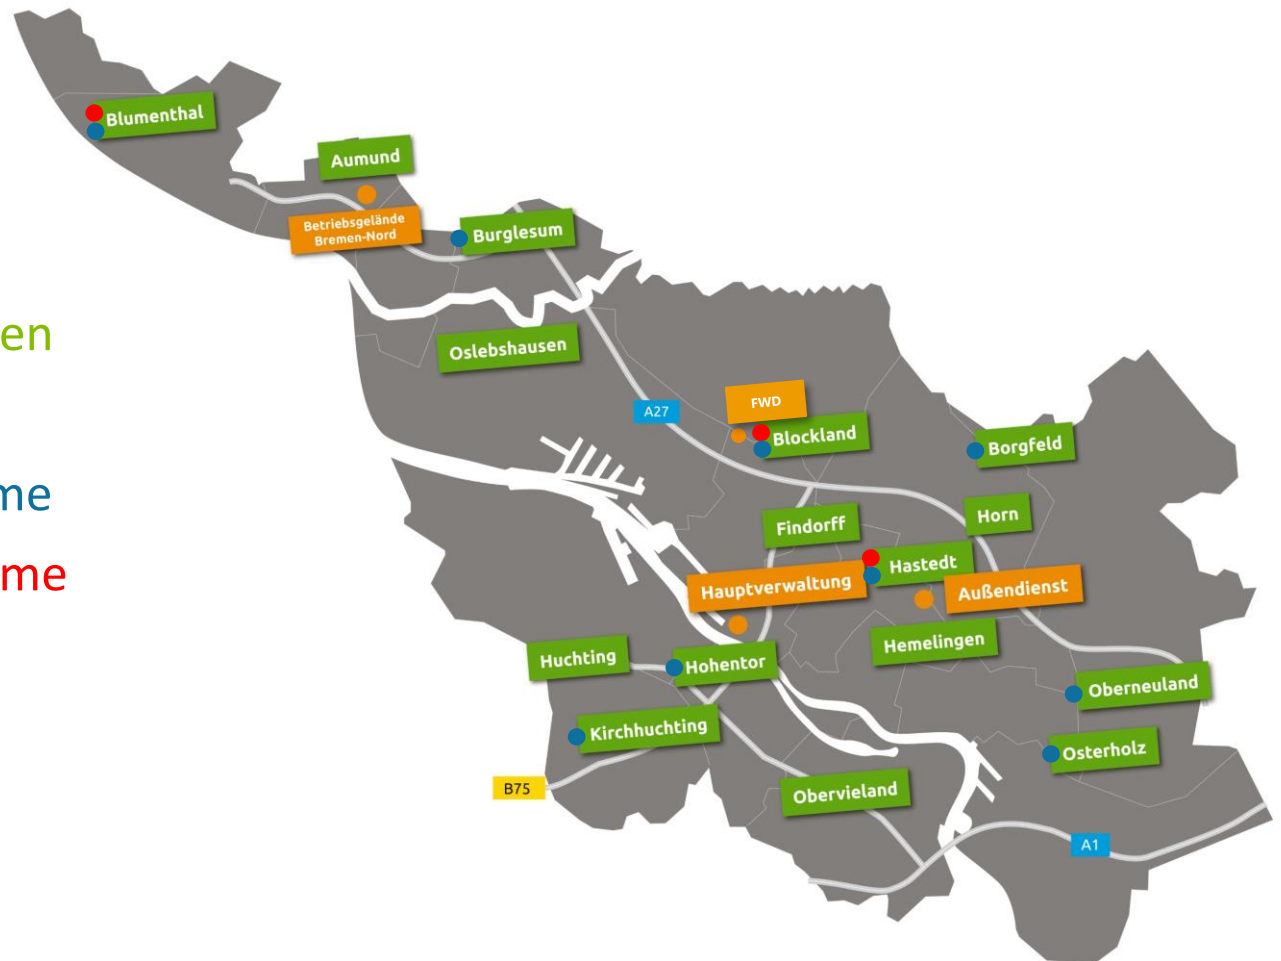 Blumenthal
Aumund
Betriebsgelände
Bremen-Nord
Burglesum
en
Oslebshausen
FWD
A27
Blockland
Borgfeld
me
Horn
Findorff
me
Hastedt
Hauptverwaltung
Außendienst
Hemelingen
Huchting
Hohentor
Oberneuland
Kirchhuchting
Osterholz
B75
Obervieland
A1